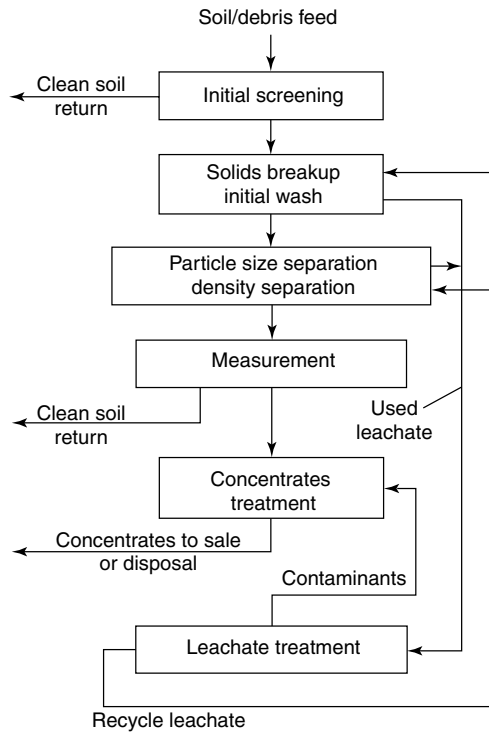 Soil/debris feed
Clean soil
return
Initial screening
Solids breakup
initial wash
Particle size separation
density separation
Measurement
Clean soil
return
Used
leachate
Concentrates
treatment
Concentrates to sale
or disposal
Contaminants
Leachate treatment
Recycle leachate